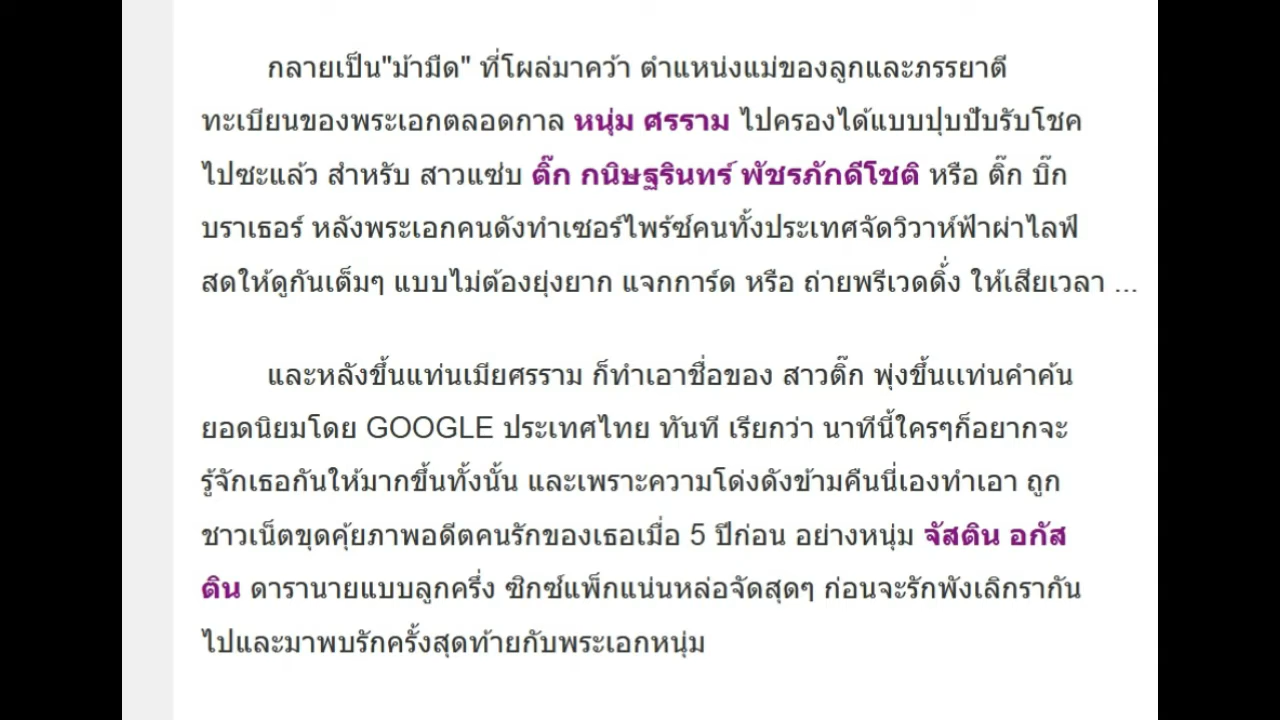 กลายเป็น"ม้ามืด" ที่โผล่มาคว้า ตำแหน่งแม่ของลูกและภรรยาตี
ทะเบียนของพระเอกตลอดกาล หนุ่ม ศรราม ไปครองได้แบบปุบปับรับโชค
ไปซะแล้ว สำหรับ สาวแซ่บ ติ๊ก กนิษฐรินทร์ พัชรภักดีโชติ หรือ ติ๊ก บิ๊ก
บราเธอร์ หลังพระเอกคนดังทำเซอร์ไพร้ซ์คนทั้งประเทศจัดวิวาห์ฟ้าผ่าไลฟ์
สดให้ดูกันเต็มๆ แบบไม่ต้องยุ่งยาก แจกการ์ด หรือ ถ่ายพรีเวดดิ้่ง ให้เสียเวลา ...
และหลังขึ้นแท่นเมียศรราม ก็ทำเอาชื่อของ สาวติ๊ก พุ่งขึ้นเเท่นคำค้น
ยอดนิยมโดย GOOGLE ประเทศไทย ทันที เรียกว่า นาทีนี้ใครๆก็อยากจะ
รู้จักเธอกันให้มากขึ้นทั้งนั้น และเพราะความโด่งดังข้ามคืนนี่เองทำเอา ถูก
ชาวเน็ตขุดคุ้ยภาพอดีตคนรักของเธอเมื่อ 5 ปีก่อน อย่างหนุ่ม จัสติน อกัส
ติน ดารานายแบบลูกครึ่ง ซิกซ์แพ็กแน่นหล่อจัดสุดๆ ก่อนจะรักพังเลิกรากัน
ไปและมาพบรักครั้งสุดท้ายกับพระเอกหนุ่ม